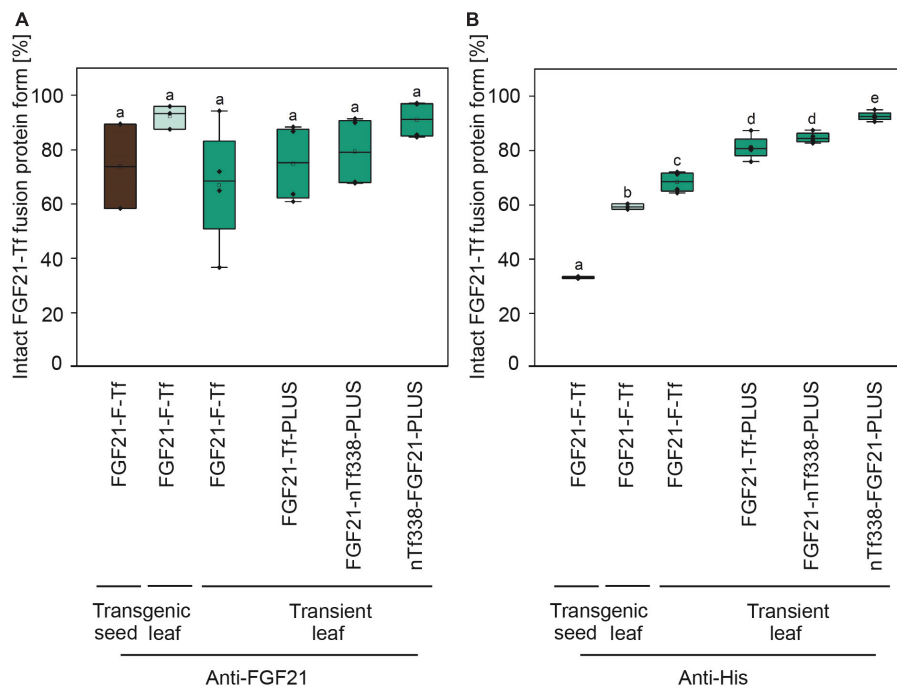 A
Intact FGF21-Tf fusion protein form [%]
100
80
60
40
20
0
a
a
a
a
a
a
FGF21-F-Tf
FGF21-F-Tf
FGF21-F-Tf
FGF21-Tf-PLUS
FGF21-nTf338-PLUS
nTf338-FGF21-PLUS
Transgenic
seed leaf
Transient
leaf
Anti-FGF21
B
Intact FGF21-Tf fusion protein form [%]
100
80
60
40
20
0
a
b
c
d
d
e
FGF21-F-Tf
FGF21-F-Tf
FGF21-F-Tf
FGF21-Tf-PLUS
FGF21-nTf338-PLUS
nTf338-FGF21-PLUS
Transgenic
seed leaf
Transient
leaf
Anti-His